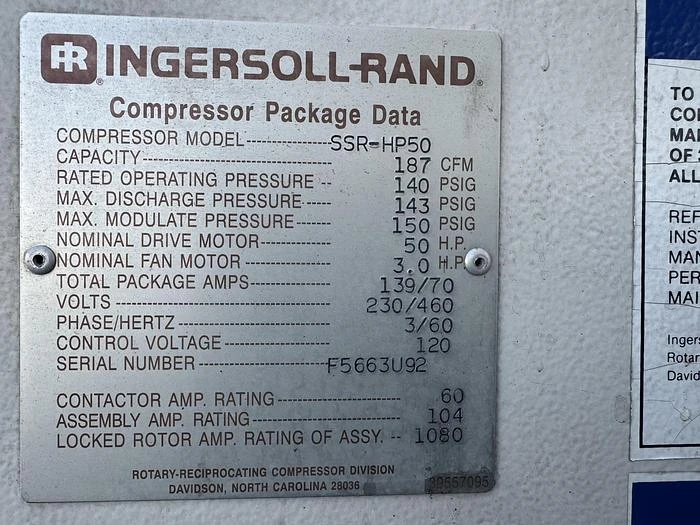 IR INGERSOLL-RAND®
Compressor Package Data
COMPRESSOR MODEL----------------SSR-HP50
CAPACITY------------------------------------ 187 CFM
RATED OPERATING PRESSURE -- 140 PSIG
MAX. DISCHARGE PRESSURE------ 143 PSIG
MAX. MODULATE PRESSURE------- 150 PSIG
NOMINAL DRIVE MOTOR------------- 50 H.P.
NOMINAL FAN MOTOR --------------- 3.0 H.P.
TOTAL PACKAGE AMPS------------ 139/70
VOLTS ------------------------------------ 230/460
PHASE/HERTZ --------------------------- 3/60
CONTROL VOLTAGE ------------------ 120
SERIAL NUMBER -----------------------F5663U92
CONTACTOR AMP. RATING------------------ 60
ASSEMBLY AMP. RATING--------------------- 104
LOCKED ROTOR AMP. RATING OF ASSY. -- 1080
ROTARY-RECIPROCATING COMPRESSOR DIVISION
DAVIDSON, NORTH CAROLINA 28036
39557095
TO
COM
MAI
OF
ALL
REF
INST
MAN
PER
MAI
Ingers
Rotar
David